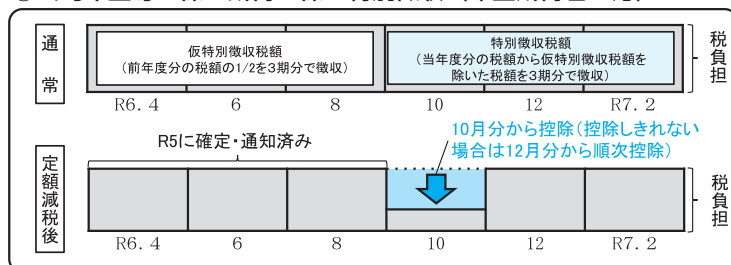 通常
仮特別徴収税額
(前年度分の税額の1/2を3期分で徴収)
特別徴収税額
(当年度分の税額から仮特別徴収税額を
除いた税額を3期分で徴収)
税負担
R6.4 6 8 10 12 R7.2
R5に確定・通知済み
10月分から控除(控除しきれない
場合は12月分から順次控除)
定額減税後
税負担
R6.4 6 8 10 12 R7.2